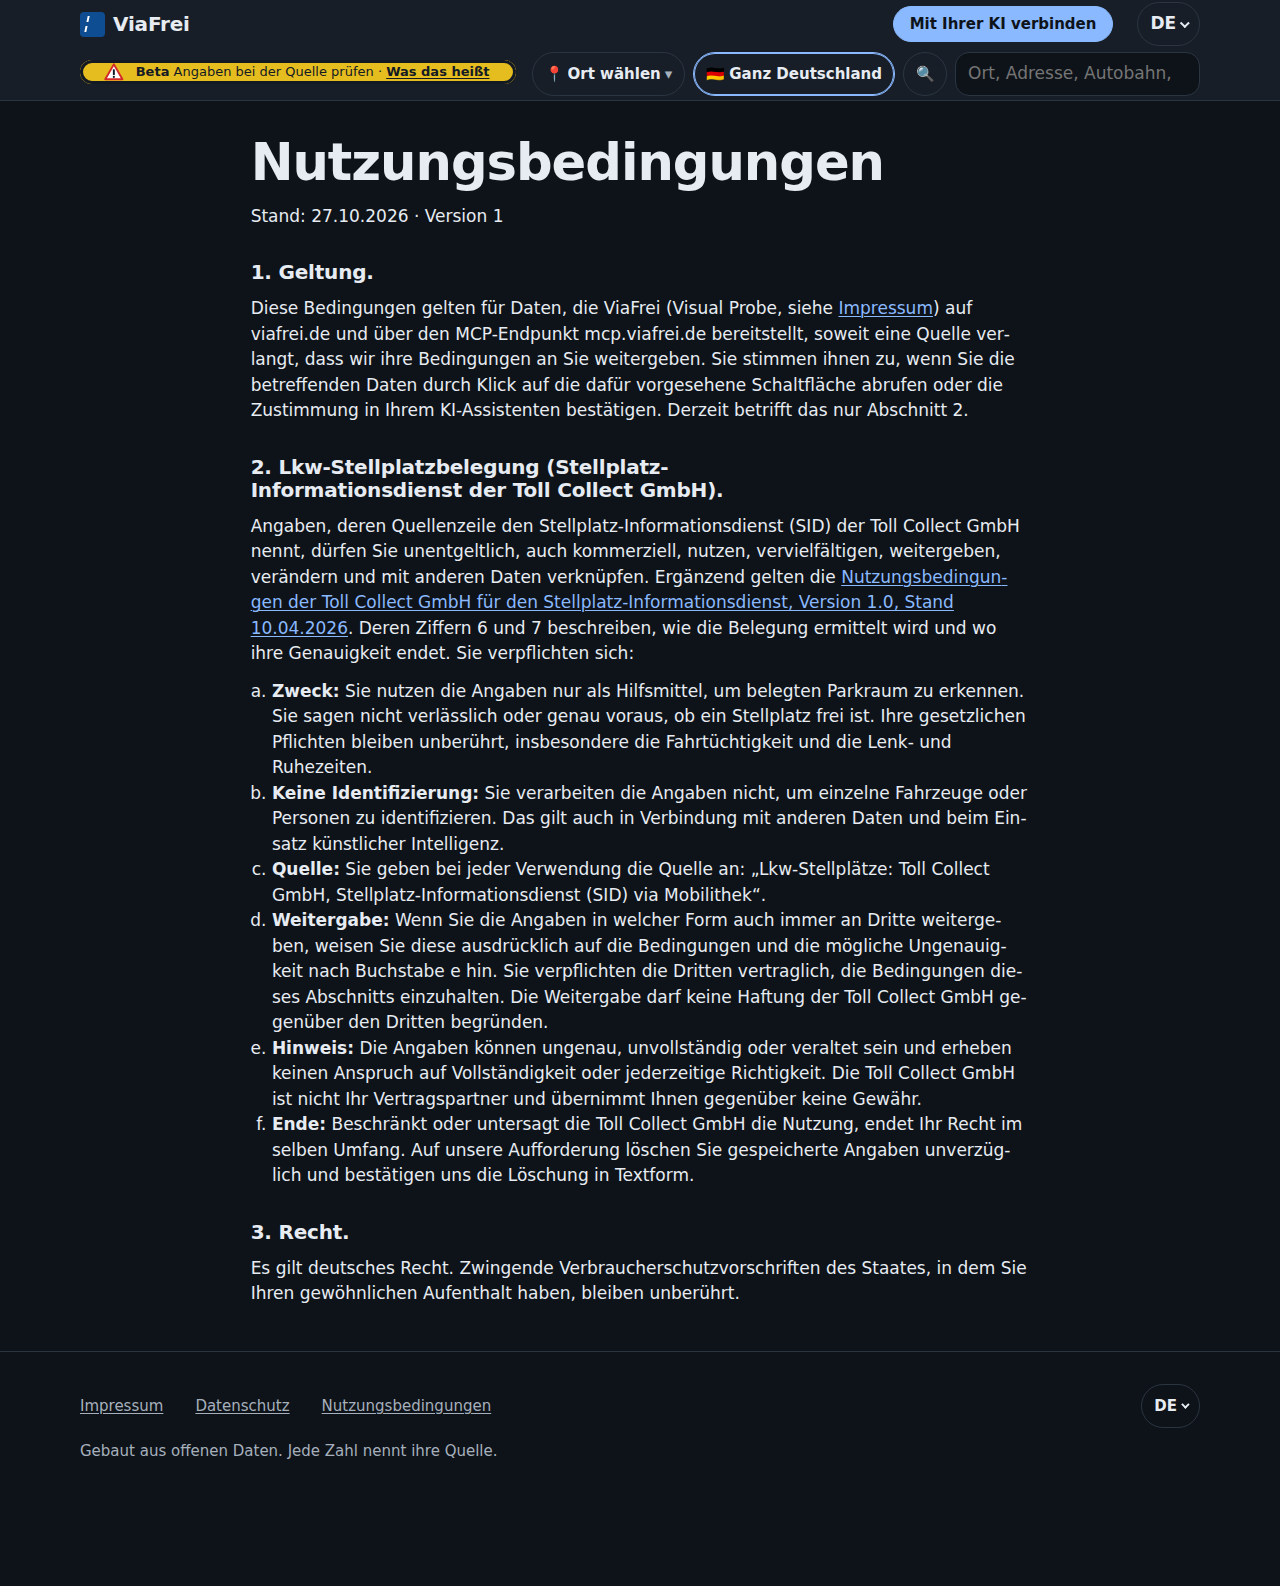 ViaFrei
Mit Ihrer KI verbinden
DE
Beta Angaben bei der Quelle prüfen · Was das heißt
Ort wählen
Ganz Deutschland
Ort, Adresse, Autobahn,
Nutzungsbedingungen
Stand: 27.10.2026 · Version 1
1. Geltung.
Diese Bedingungen gelten für Daten, die ViaFrei (Visual Probe, siehe Impressum) auf
viafrei.de und über den MCP-Endpunkt mcp.viafrei.de bereitstellt, soweit eine Quelle ver-
langt, dass wir ihre Bedingungen an Sie weitergeben. Sie stimmen ihnen zu, wenn Sie die
betreffenden Daten durch Klick auf die dafür vorgesehene Schaltfläche abrufen oder die
Zustimmung in Ihrem KI-Assistenten bestätigen. Derzeit betrifft das nur Abschnitt 2.
2. Lkw-Stellplatzbelegung (Stellplatz-
Informationsdienst der Toll Collect GmbH).
Angaben, deren Quellenzeile den Stellplatz-Informationsdienst (SID) der Toll Collect GmbH
nennt, dürfen Sie unentgeltlich, auch kommerziell, nutzen, vervielfältigen, weitergeben,
verändern und mit anderen Daten verknüpfen. Ergänzend gelten die Nutzungsbedingun-
gen der Toll Collect GmbH für den Stellplatz-Informationsdienst, Version 1.0, Stand
10.04.2026. Deren Ziffern 6 und 7 beschreiben, wie die Belegung ermittelt wird und wo
ihre Genauigkeit endet. Sie verpflichten sich:
a. Zweck: Sie nutzen die Angaben nur als Hilfsmittel, um belegten Parkraum zu erkennen.
Sie sagen nicht verlässlich oder genau voraus, ob ein Stellplatz frei ist. Ihre gesetzlichen
Pflichten bleiben unberührt, insbesondere die Fahrtüchtigkeit und die Lenk- und
Ruhezeiten.
b. Keine Identifizierung: Sie verarbeiten die Angaben nicht, um einzelne Fahrzeuge oder
Personen zu identifizieren. Das gilt auch in Verbindung mit anderen Daten und beim Ein-
satz künstlicher Intelligenz.
c. Quelle: Sie geben bei jeder Verwendung die Quelle an: „Lkw-Stellplätze: Toll Collect
GmbH, Stellplatz-Informationsdienst (SID) via Mobilithek“.
d. Weitergabe: Wenn Sie die Angaben in welcher Form auch immer an Dritte weiterge-
ben, weisen Sie diese ausdrücklich auf die Bedingungen und die mögliche Ungenauig-
keit nach Buchstabe e hin. Sie verpflichten die Dritten vertraglich, die Bedingungen die-
ses Abschnitts einzuhalten. Die Weitergabe darf keine Haftung der Toll Collect GmbH ge-
genüber den Dritten begründen.
e. Hinweis: Die Angaben können ungenau, unvollständig oder veraltet sein und erheben
keinen Anspruch auf Vollständigkeit oder jederzeitige Richtigkeit. Die Toll Collect GmbH
ist nicht Ihr Vertragspartner und übernimmt Ihnen gegenüber keine Gewähr.
f. Ende: Beschränkt oder untersagt die Toll Collect GmbH die Nutzung, endet Ihr Recht im
selben Umfang. Auf unsere Aufforderung löschen Sie gespeicherte Angaben unverzüg-
lich und bestätigen uns die Löschung in Textform.
3. Recht.
Es gilt deutsches Recht. Zwingende Verbraucherschutzvorschriften des Staates, in dem Sie
Ihren gewöhnlichen Aufenthalt haben, bleiben unberührt.
Impressum
Datenschutz
Nutzungsbedingungen
DE
Gebaut aus offenen Daten. Jede Zahl nennt ihre Quelle.